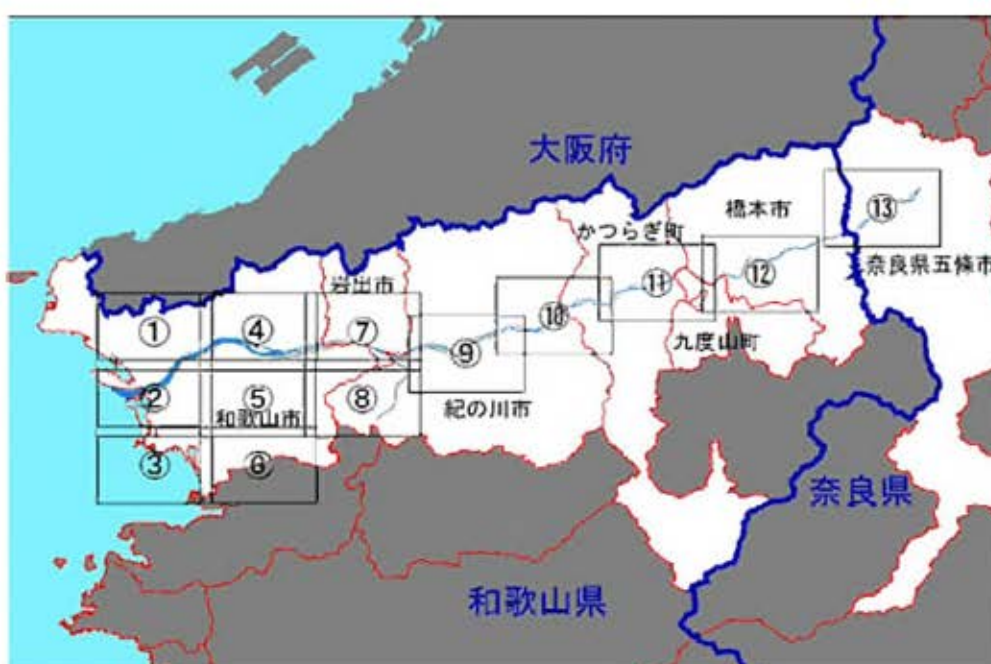 大阪府
橋本市
⑬
かつらぎ町
奈良県五條市
岩出市
⑪
⑫
①
④
⑦
⑩
九度山町
⑨
②
⑤
⑧
和歌山市
紀の川市
③
⑥
奈良県
和歌山県